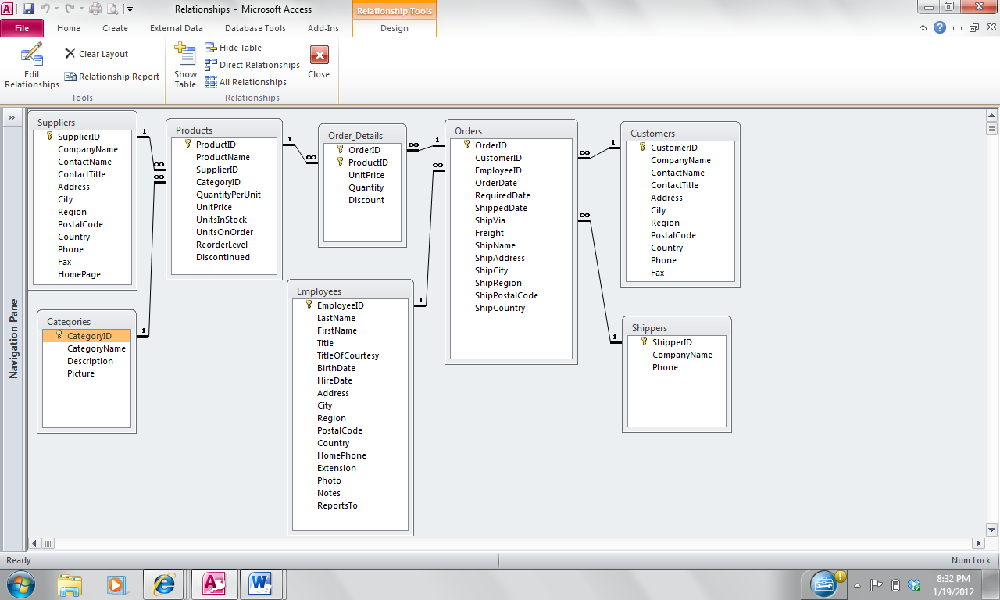 Relationships - Microsoft Access
Relationship Tools
File Home Create External Data Database Tools Add-Ins Design
Edit Relationships
Clear Layout
Relationship Report
Tools
Show Table
Hide Table
Direct Relationships
All Relationships
Close
Relationships
Navigation Pane
Suppliers
SupplierID
CompanyName
ContactName
ContactTitle
Address
City
Region
PostalCode
Country
Phone
Fax
HomePage
1
∞
∞
Categories
CategoryID
CategoryName
Description
Picture
1
Products
ProductID
ProductName
SupplierID
CategoryID
QuantityPerUnit
UnitPrice
UnitsInStock
UnitsOnOrder
ReorderLevel
Discontinued
1
∞
Order_Details
OrderID
ProductID
UnitPrice
Quantity
Discount
∞
1
∞
Employees
EmployeeID
LastName
FirstName
Title
TitleOfCourtesy
BirthDate
HireDate
Address
City
Region
PostalCode
Country
HomePhone
Extension
Photo
Notes
ReportsTo
1
Orders
OrderID
CustomerID
EmployeeID
OrderDate
RequiredDate
ShippedDate
ShipVia
Freight
ShipName
ShipAddress
ShipCity
ShipRegion
ShipPostalCode
ShipCountry
∞
1
∞
1
Customers
CustomerID
CompanyName
ContactName
ContactTitle
Address
City
Region
PostalCode
Country
Phone
Fax
Shippers
ShipperID
CompanyName
Phone
Ready
Num Lock
8:32 PM
1/19/2012